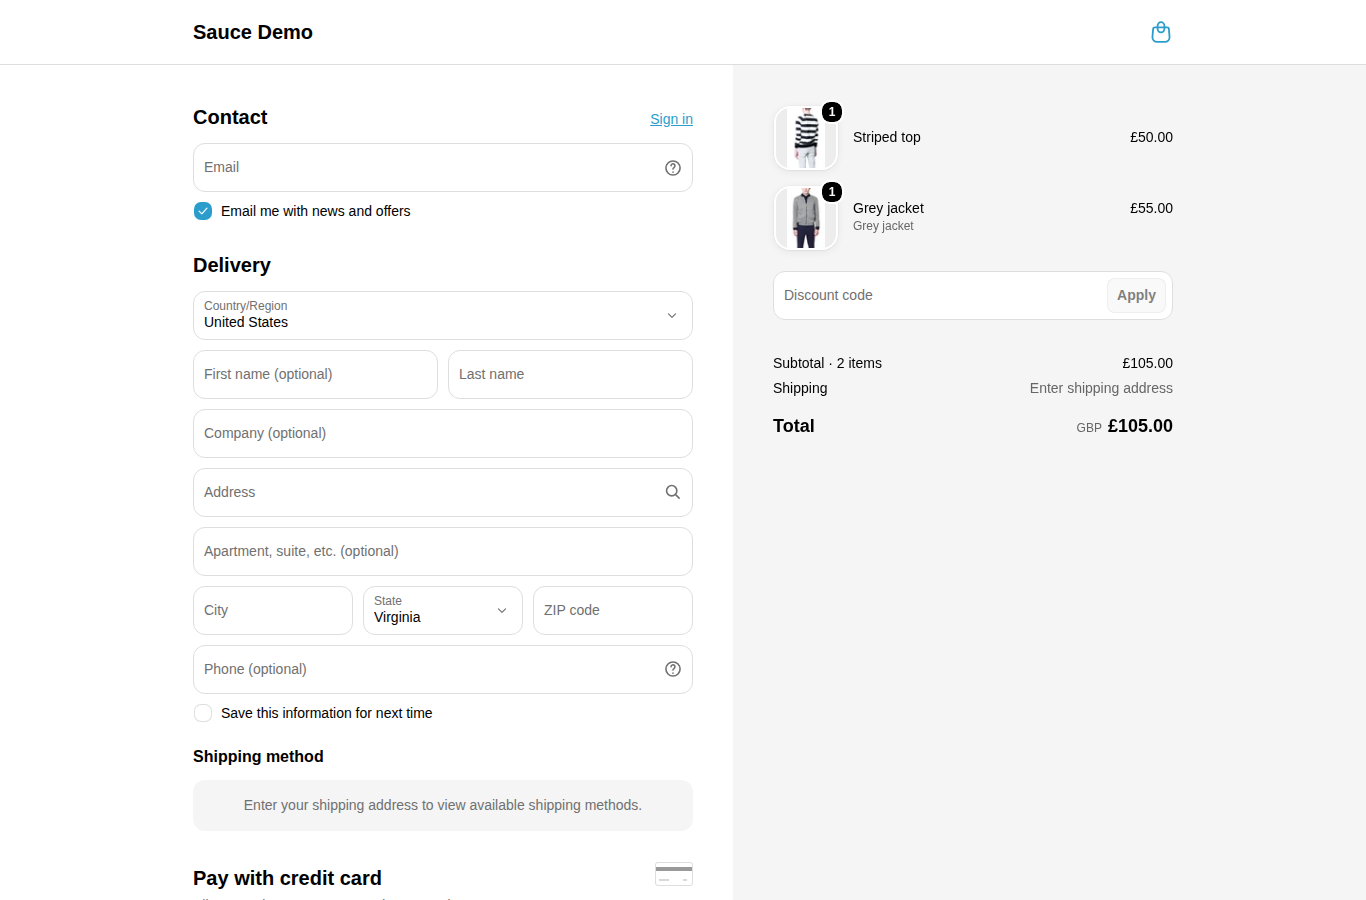 Sauce Demo
Contact
Sign in
Email
Email me with news and offers
Delivery
Country/Region
United States
First name (optional)
Last name
Company (optional)
Address
Apartment, suite, etc. (optional)
City
State
Virginia
ZIP code
Phone (optional)
Save this information for next time
Shipping method
Enter your shipping address to view available shipping methods.
Pay with credit card
1
Striped top
£50.00
1
Grey jacket
Grey jacket
£55.00
Discount code
Apply
Subtotal · 2 items
£105.00
Shipping
Enter shipping address
Total
GBP £105.00